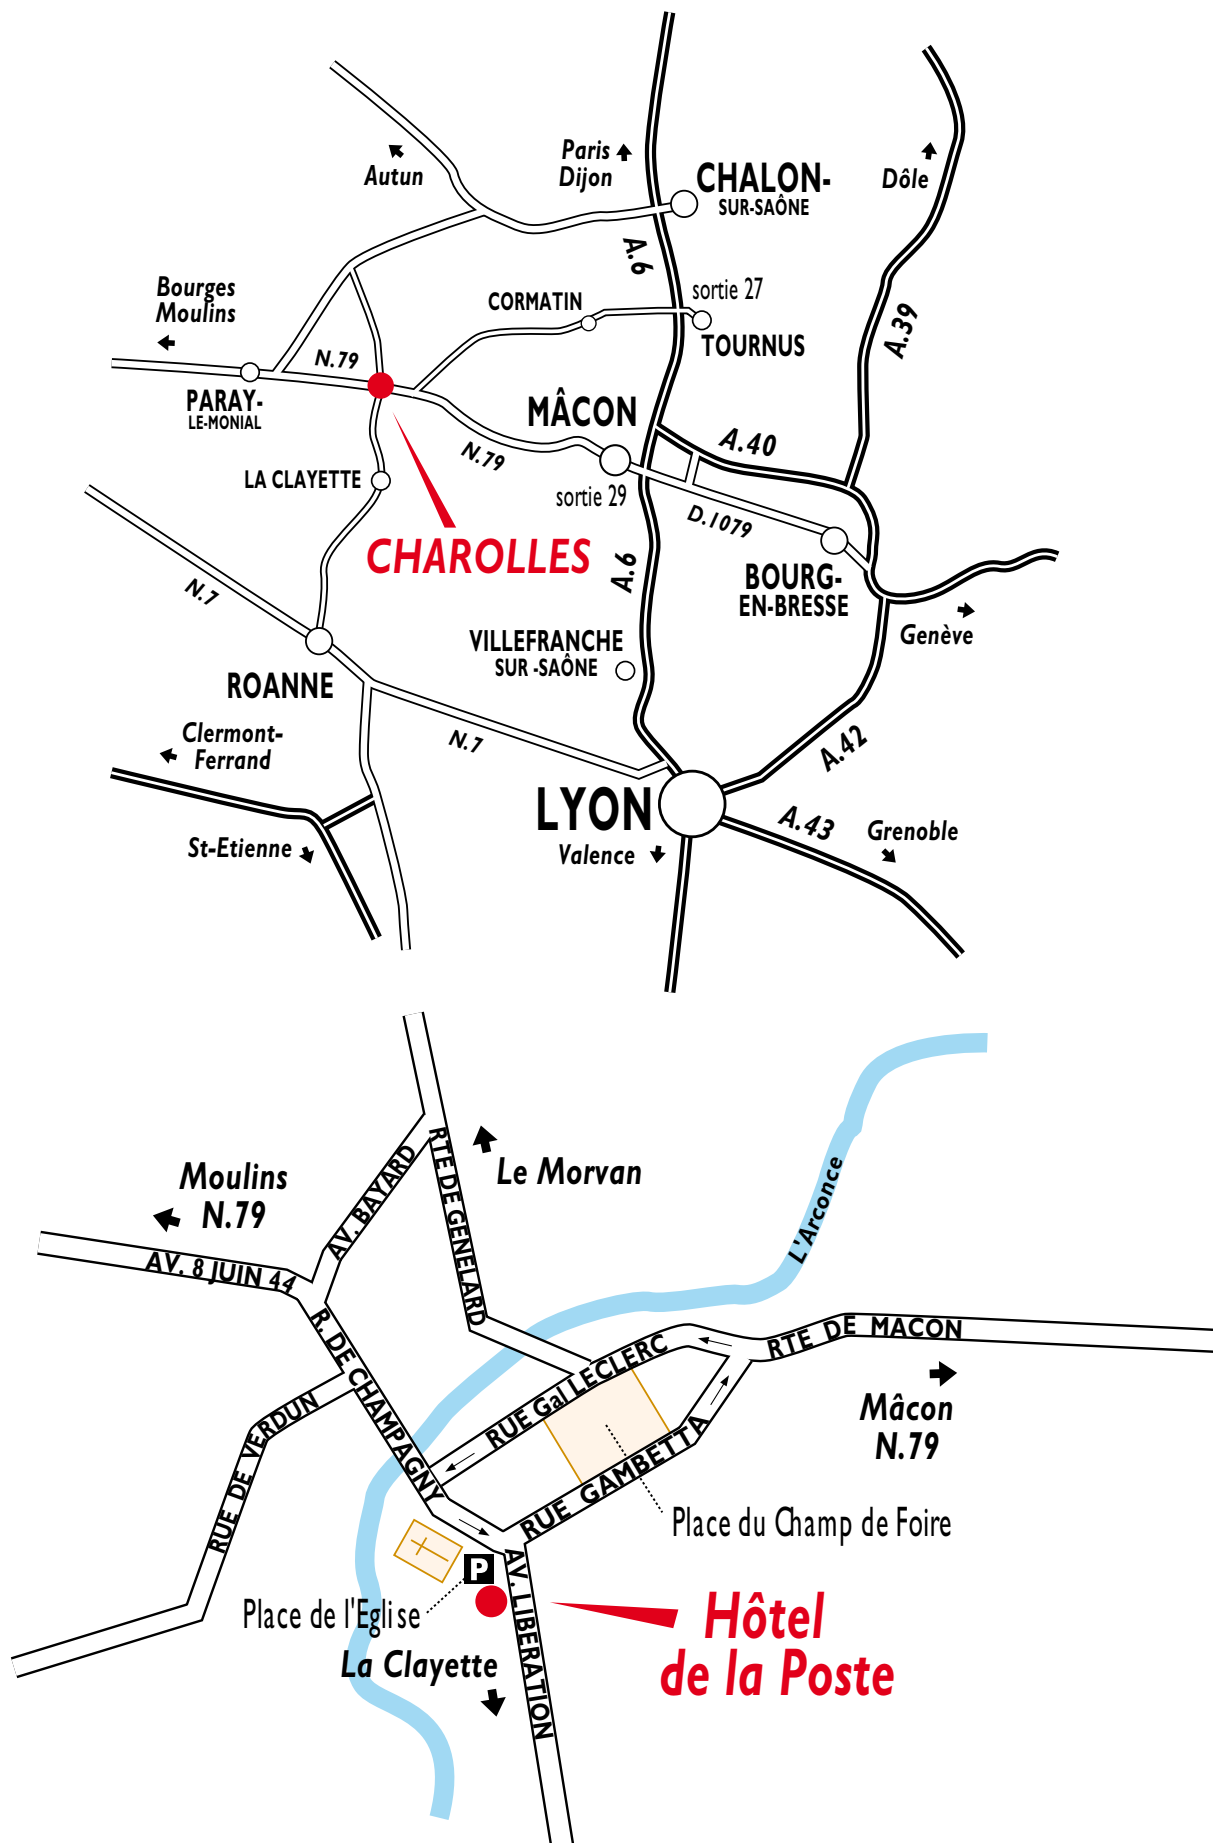 Paris
Dijon
Autun
CHALON-
SUR-SAÔNE
Dôle
A.6
Bourges
Moulins
CORMATIN
sortie 27
TOURNUS
A.39
N.79
PARAY-
LE-MONIAL
MÂCON
A.40
N.79
LA CLAYETTE
sortie 29
D.1079
CHAROLLES
A.6
BOURG-
EN-BRESSE
N.7
VILLEFRANCHE
SUR -SAÔNE
Genève
ROANNE
Clermont-
Ferrand
N.7
A.42
LYON
A.43
Grenoble
St-Etienne
Valence
Le Morvan
Moulins
N.79
AV. BAYARD
RTE DE GENELARD
L'Arconce
AV. 8 JUIN 44
R. DE CHAMPAGNY
RUE Gal LECLERC
RTE DE MACON
Mâcon
N.79
RUE DE VERDUN
RUE GAMBETTA
Place du Champ de Foire
P
AV. LIBERATION
Place de l'Eglise
Hôtel
de la Poste
La Clayette